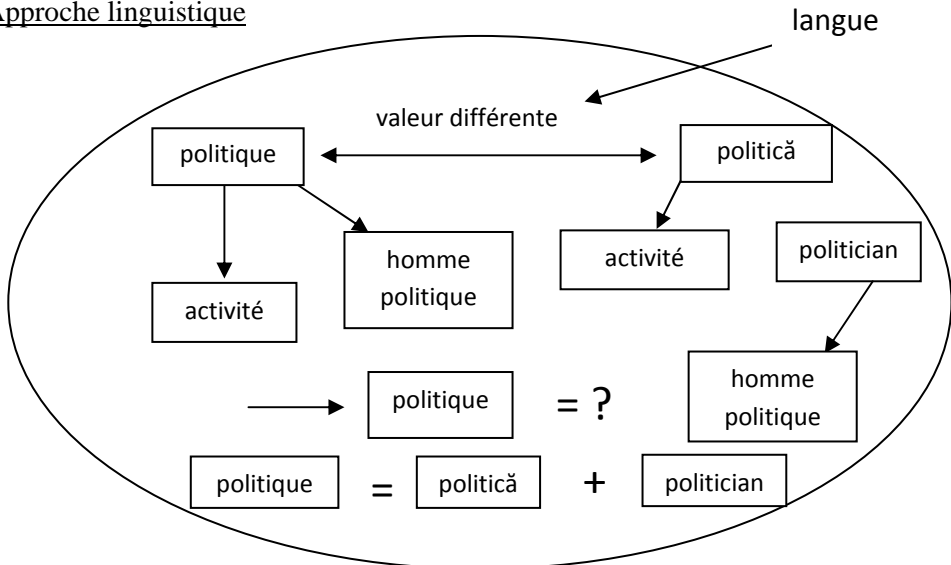 Approche linguistique
langue
valeur différente
politique
politică
homme
politique
activité
politician
activité
homme
politique
politique
= ?
politique = politică + politician